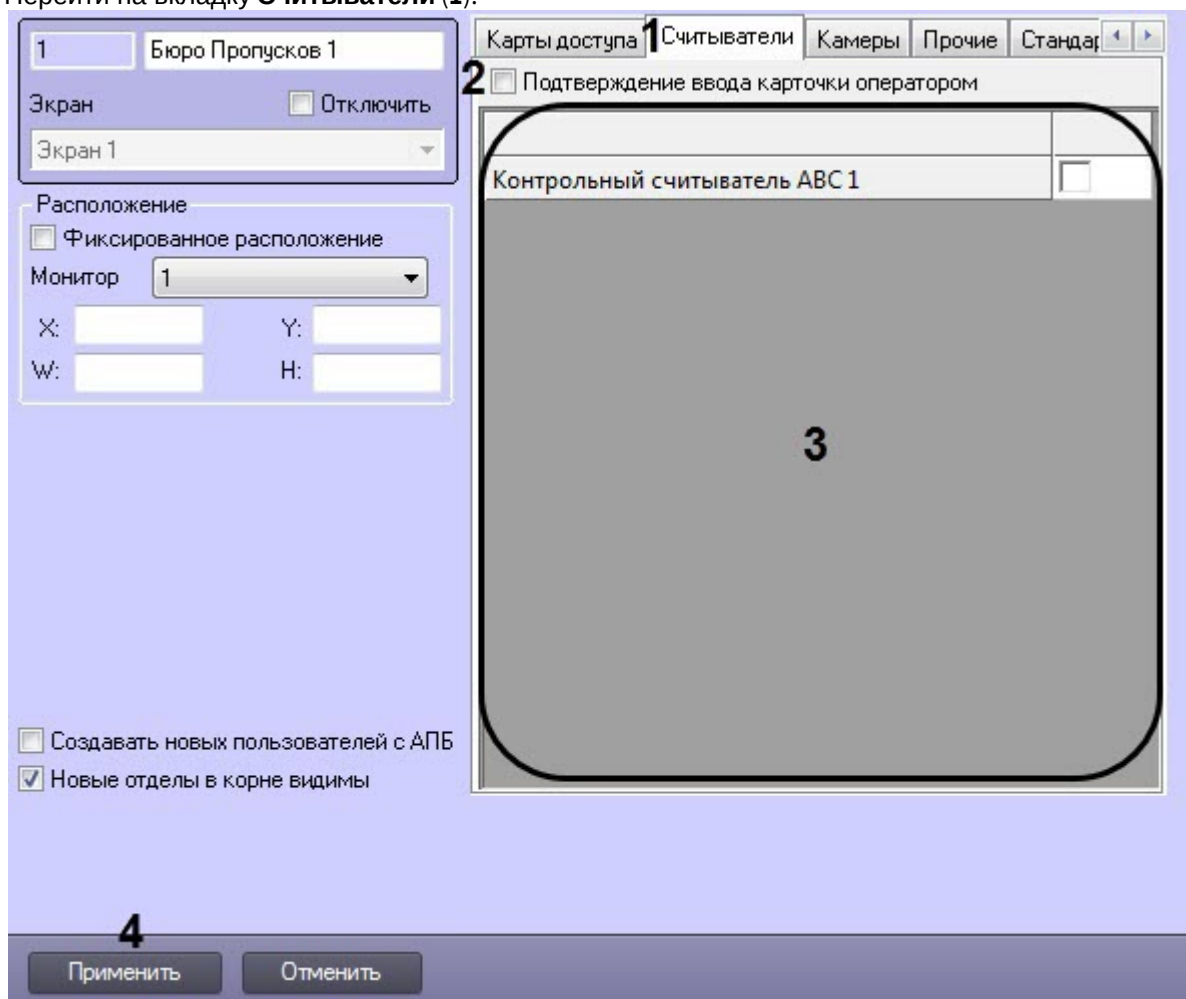 Перейти на вкладку Считыватели (1).
1 Бюро Пропусков 1
Экран Отключить
Экран 1
Расположение
Фиксированное расположение
Монитор 1
X: Y:
W: H:
Создавать новых пользователей с АПБ
Новые отделы в корне видимы
Карты доступа 1 Считыватели Камеры Прочие Стандар
2 Подтверждение ввода карточки оператором
Контрольный считыватель ABC 1
3
4
Применить Отменить